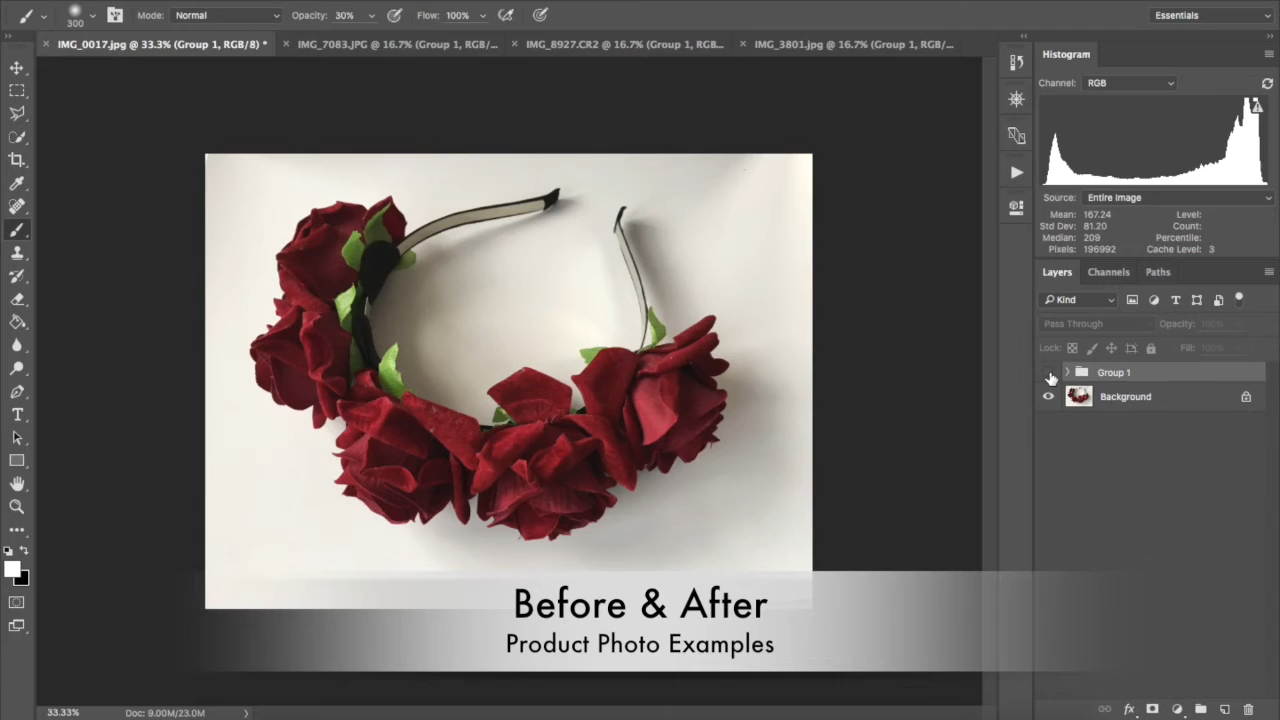 300
Mode: Normal
Opacity: 30%
Flow: 100%
Essentials
IMG_0017.jpg @ 33.3% (Group 1, RGB/8) *
IMG_7083.JPG @ 16.7% (Group 1, RGB/...
IMG_8927.CR2 @ 16.7% (Group 1, RGB...
IMG_3801.jpg @ 16.7% (Group 1, RGB/...
Histogram
Channel: RGB
Source: Entire Image
Mean: 167.24
Level:
Std Dev: 81.20
Count:
Median: 209
Percentile:
Pixels: 196992
Cache Level: 3
Layers
Channels
Paths
Kind
Pass Through
Opacity: 100%
Lock:
Fill: 100%
Group 1
Background
Before & After
Product Photo Examples
33.33%
Doc: 9.00M/23.0M
fx